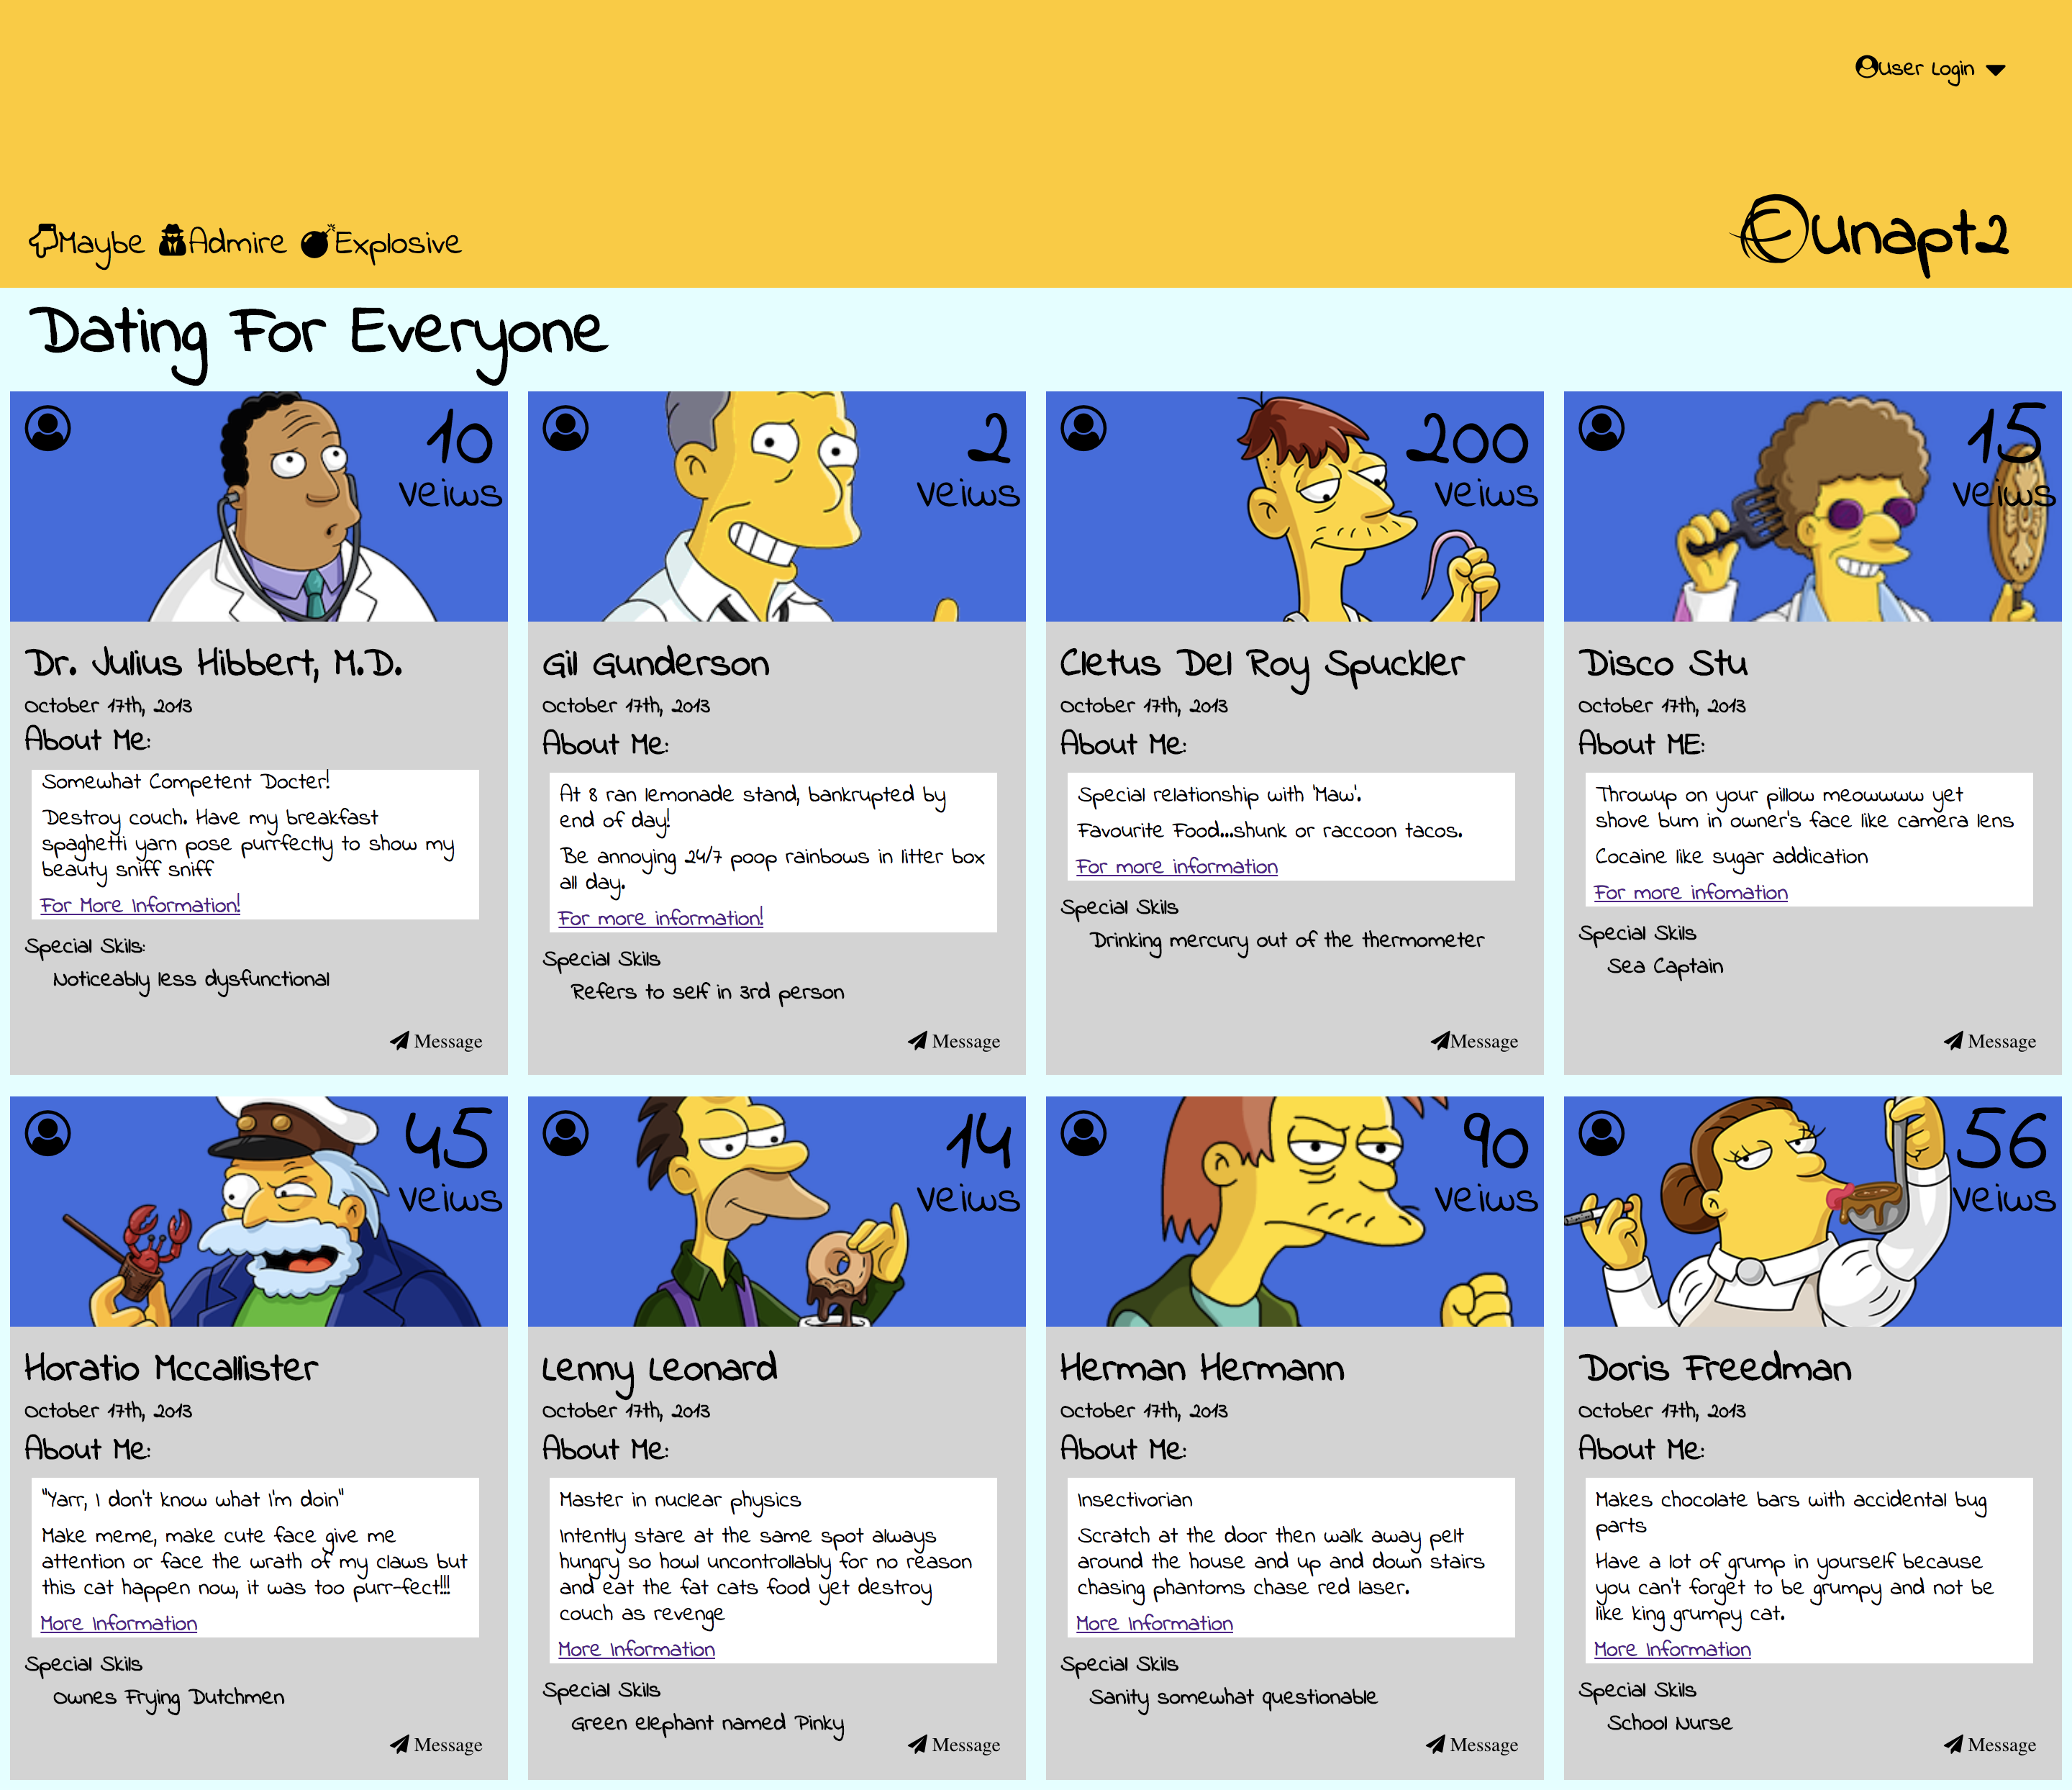 User Login
Maybe Admire Explosive
unapt2
Dating For Everyone
10
veiws
Dr. Julius Hibbert, M.D.
October 17th, 2013
About Me:
Somewhat Competent Docter!
Destroy couch. Have my breakfast
spaghetti yarn pose purrfectly to show my
beauty sniff sniff
For More Information!
Special Skils:
Noticeably less dysfunctional
Message
2
veiws
Gil Gunderson
October 17th, 2013
About Me:
At 8 ran lemonade stand, bankrupted by
end of day!
Be annoying 24/7 poop rainbows in litter box
all day.
For more information!
Special Skils
Refers to self in 3rd person
Message
200
veiws
Cletus Del Roy Spuckler
October 17th, 2013
About Me:
Special relationship with 'Maw'.
Favourite Food...shunk or raccoon tacos.
For more information
Special Skils
Drinking mercury out of the thermometer
Message
15
veiws
Disco Stu
October 17th, 2013
About ME:
Throwup on your pillow meowwww yet
shove bum in owner's face like camera lens
Cocaine like sugar addication
For more infomation
Special Skils
Sea Captain
Message
45
veiws
Horatio Mccallister
October 17th, 2013
About Me:
"Yarr, I don't know what I'm doin"
Make meme, make cute face give me
attention or face the wrath of my claws but
this cat happen now, it was too purr-fect!!!
More Information
Special Skils
Ownes Frying Dutchmen
Message
14
veiws
Lenny Leonard
October 17th, 2013
About Me:
Master in nuclear physics
Intently stare at the same spot always
hungry so howl uncontrollably for no reason
and eat the fat cats food yet destroy
couch as revenge
More Information
Special Skils
Green elephant named Pinky
Message
90
veiws
Herman Hermann
October 17th, 2013
About Me:
Insectivorian
Scratch at the door then walk away pelt
around the house and up and down stairs
chasing phantoms chase red laser.
More Information
Special Skils
Sanity somewhat questionable
Message
56
veiws
Doris Freedman
October 17th, 2013
About Me:
Makes chocolate bars with accidental bug
parts
Have a lot of grump in yourself because
you can't forget to be grumpy and not be
like king grumpy cat.
More Information
Special Skils
School Nurse
Message